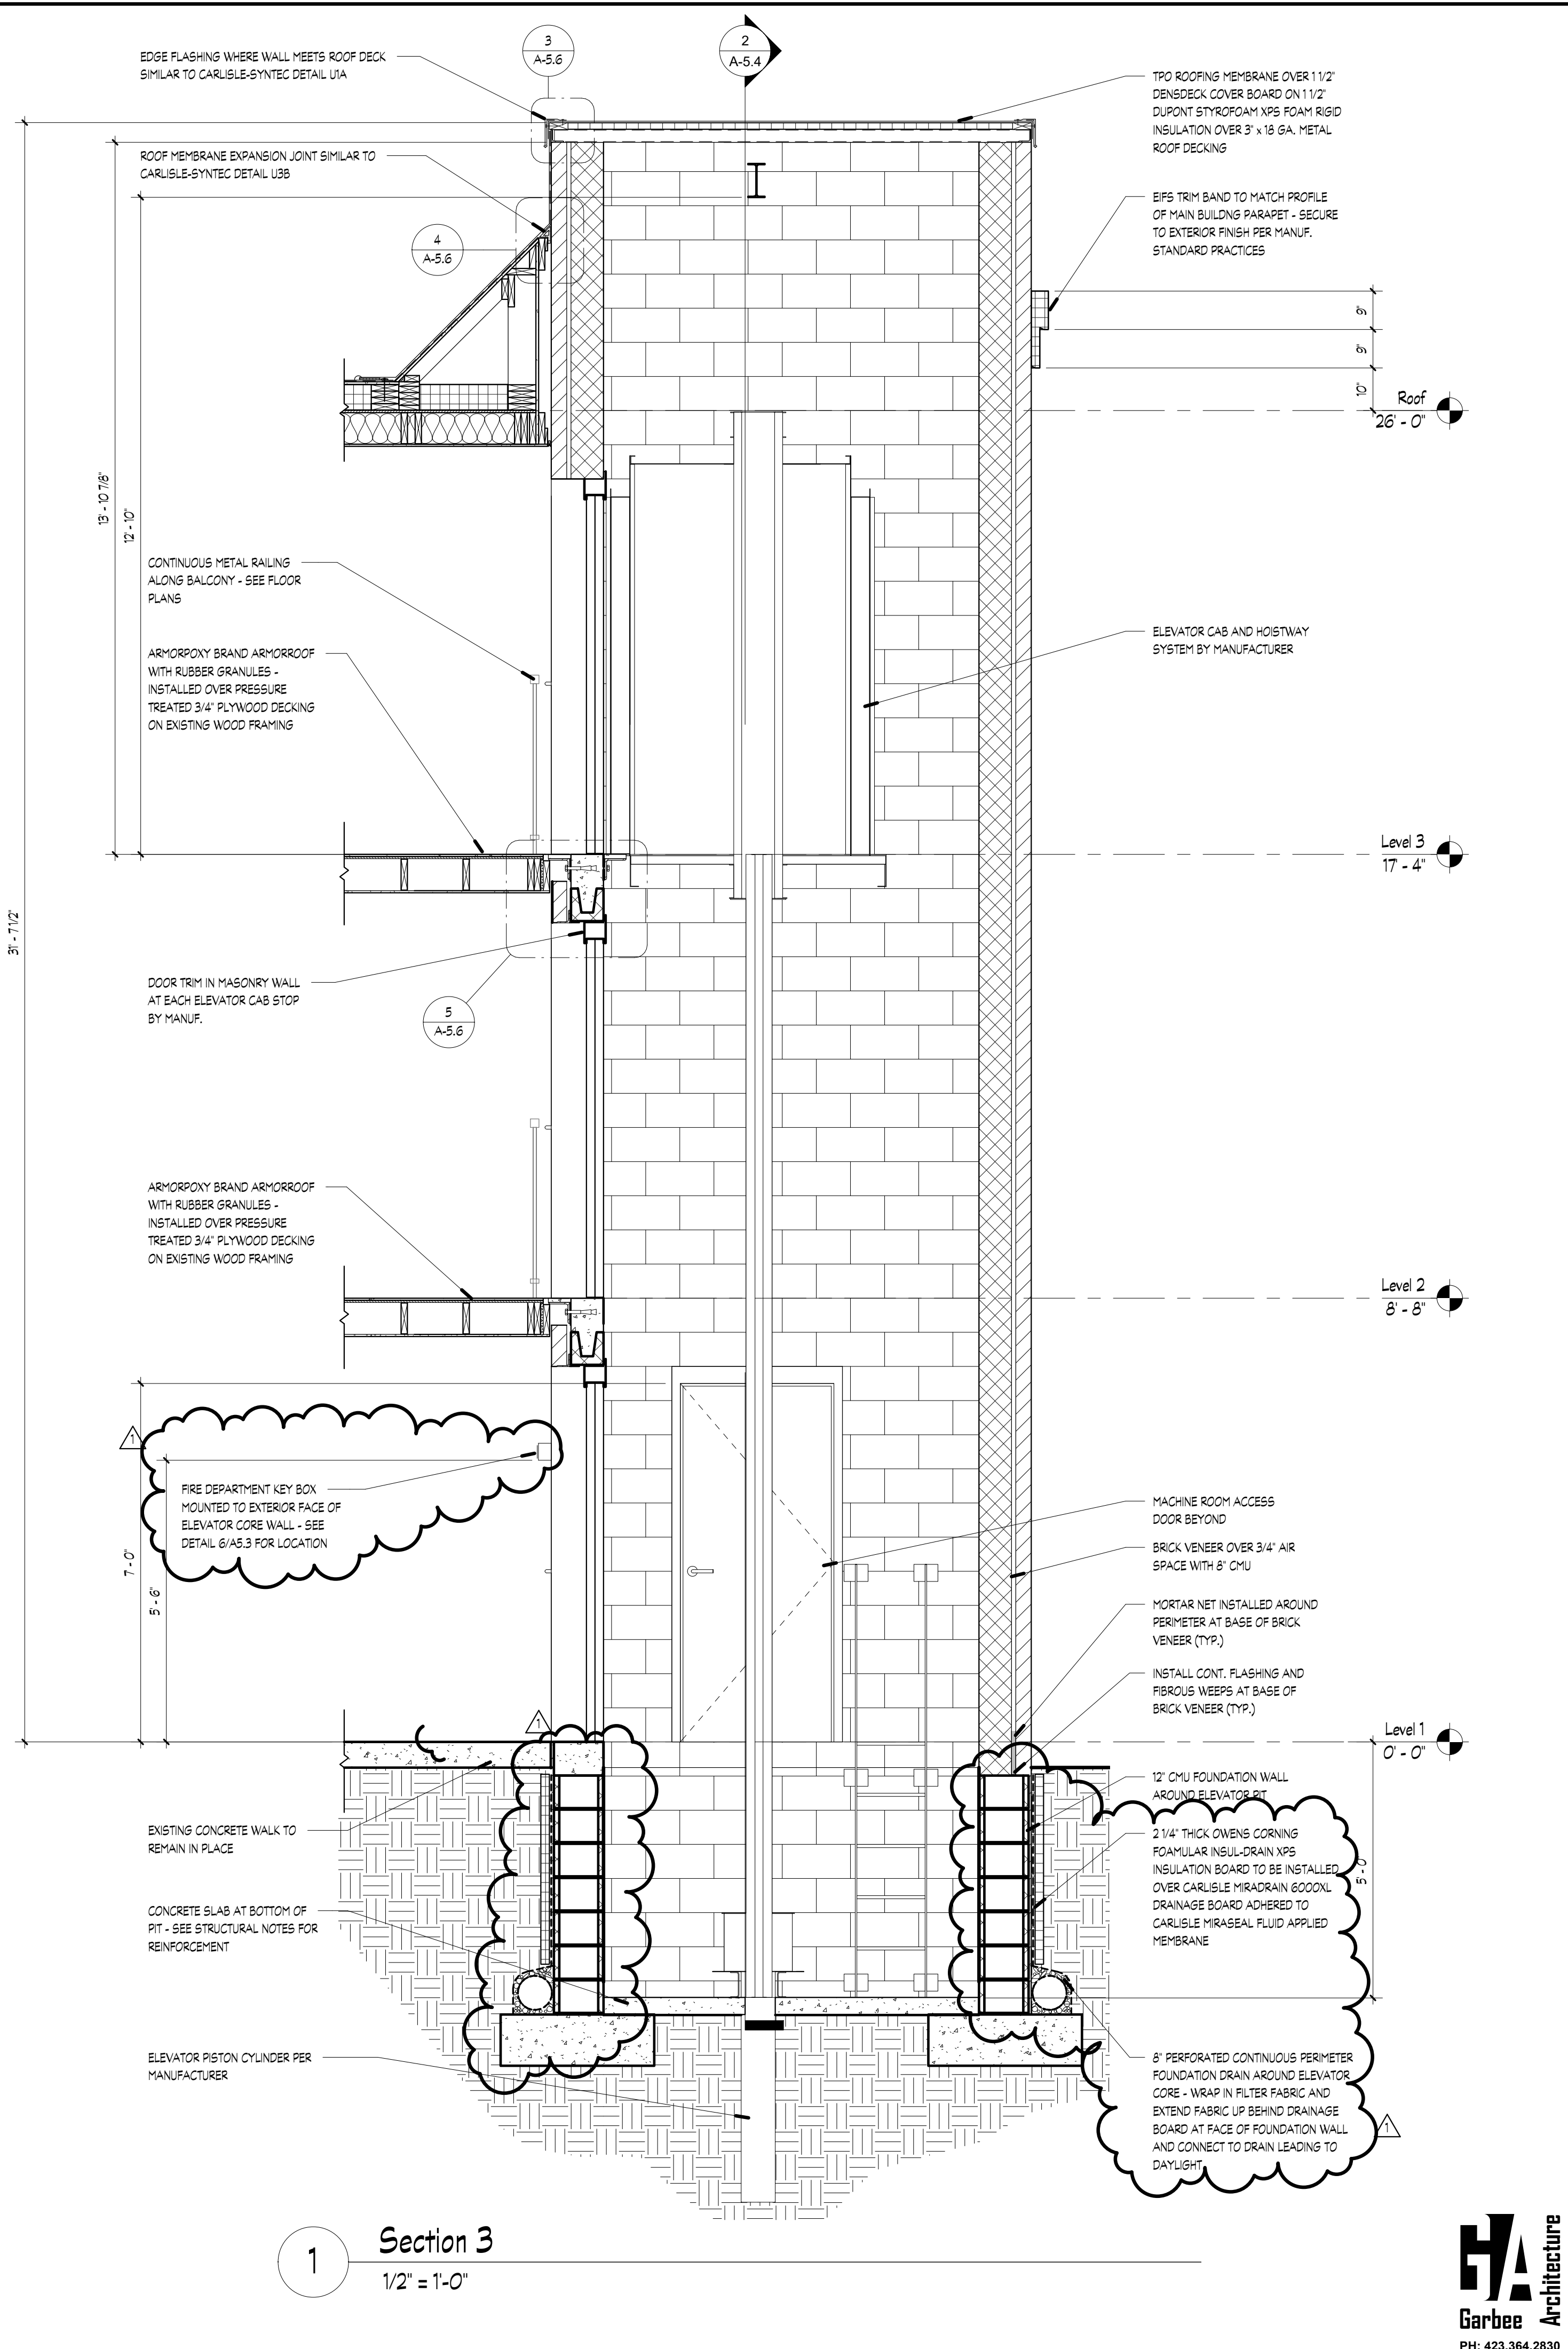 3
A-5.6
2
A-5.4
EDGE FLASHING WHERE WALL MEETS ROOF DECK
SIMILAR TO CARLISLE-SYNTEC DETAIL U1A
TPO ROOFING MEMBRANE OVER 1 1/2"
DENSDECK COVER BOARD ON 1 1/2"
DUPONT STYROFOAM XPS FOAM RIGID
INSULATION OVER 3" x 18 GA. METAL
ROOF DECKING
ROOF MEMBRANE EXPANSION JOINT SIMILAR TO
CARLISLE-SYNTEC DETAIL U3B
EIFS TRIM BAND TO MATCH PROFILE
OF MAIN BUILDNG PARAPET - SECURE
TO EXTERIOR FINISH PER MANUF.
STANDARD PRACTICES
4
A-5.6
9"
9"
10"
Roof
26' - 0"
13' - 10 7/8"
12' - 10"
CONTINUOUS METAL RAILING
ALONG BALCONY - SEE FLOOR
PLANS
ARMORPOXY BRAND ARMORROOF
WITH RUBBER GRANULES -
INSTALLED OVER PRESSURE
TREATED 3/4" PLYWOOD DECKING
ON EXISTING WOOD FRAMING
ELEVATOR CAB AND HOISTWAY
SYSTEM BY MANUFACTURER
Level 3
17' - 4"
31' - 7 1/2"
DOOR TRIM IN MASONRY WALL
AT EACH ELEVATOR CAB STOP
BY MANUF.
5
A-5.6
ARMORPOXY BRAND ARMORROOF
WITH RUBBER GRANULES -
INSTALLED OVER PRESSURE
TREATED 3/4" PLYWOOD DECKING
ON EXISTING WOOD FRAMING
Level 2
8' - 8"
1
FIRE DEPARTMENT KEY BOX
MOUNTED TO EXTERIOR FACE OF
ELEVATOR CORE WALL - SEE
DETAIL 6/A5.3 FOR LOCATION
7' - 0"
5' - 6"
MACHINE ROOM ACCESS
DOOR BEYOND
BRICK VENEER OVER 3/4" AIR
SPACE WITH 8" CMU
MORTAR NET INSTALLED AROUND
PERIMETER AT BASE OF BRICK
VENEER (TYP.)
INSTALL CONT. FLASHING AND
FIBROUS WEEPS AT BASE OF
BRICK VENEER (TYP.)
1
Level 1
0' - 0"
12" CMU FOUNDATION WALL
AROUND ELEVATOR PIT
EXISTING CONCRETE WALK TO
REMAIN IN PLACE
2 1/4" THICK OWENS CORNING
FOAMULAR INSUL-DRAIN XPS
INSULATION BOARD TO BE INSTALLED
OVER CARLISLE MIRADRAIN 6000XL
DRAINAGE BOARD ADHERED TO
CARLISLE MIRASEAL FLUID APPLIED
MEMBRANE
5' - 0"
CONCRETE SLAB AT BOTTOM OF
PIT - SEE STRUCTURAL NOTES FOR
REINFORCEMENT
ELEVATOR PISTON CYLINDER PER
MANUFACTURER
8" PERFORATED CONTINUOUS PERIMETER
FOUNDATION DRAIN AROUND ELEVATOR
CORE - WRAP IN FILTER FABRIC AND
EXTEND FABRIC UP BEHIND DRAINAGE
BOARD AT FACE OF FOUNDATION WALL
AND CONNECT TO DRAIN LEADING TO
DAYLIGHT
1
1
Section 3
1/2" = 1'-0"
GA
Garbee
Architecture
PH: 423.364.2830